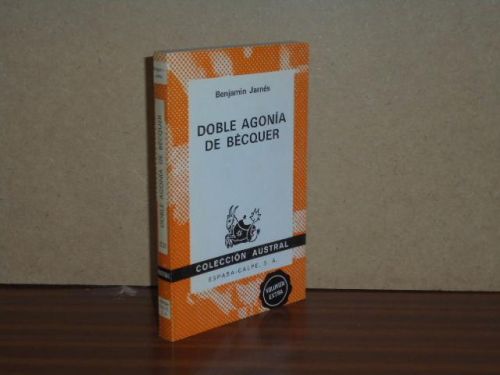 Benjamín Jarnés
DOBLE AGONÍA
DE BÉCQUER
COLECCIÓN AUSTRAL
ESPASA-CALPE, S. A.
VOLUMEN
EXTRA
DOBLE AGONÍA DE BÉCQUER